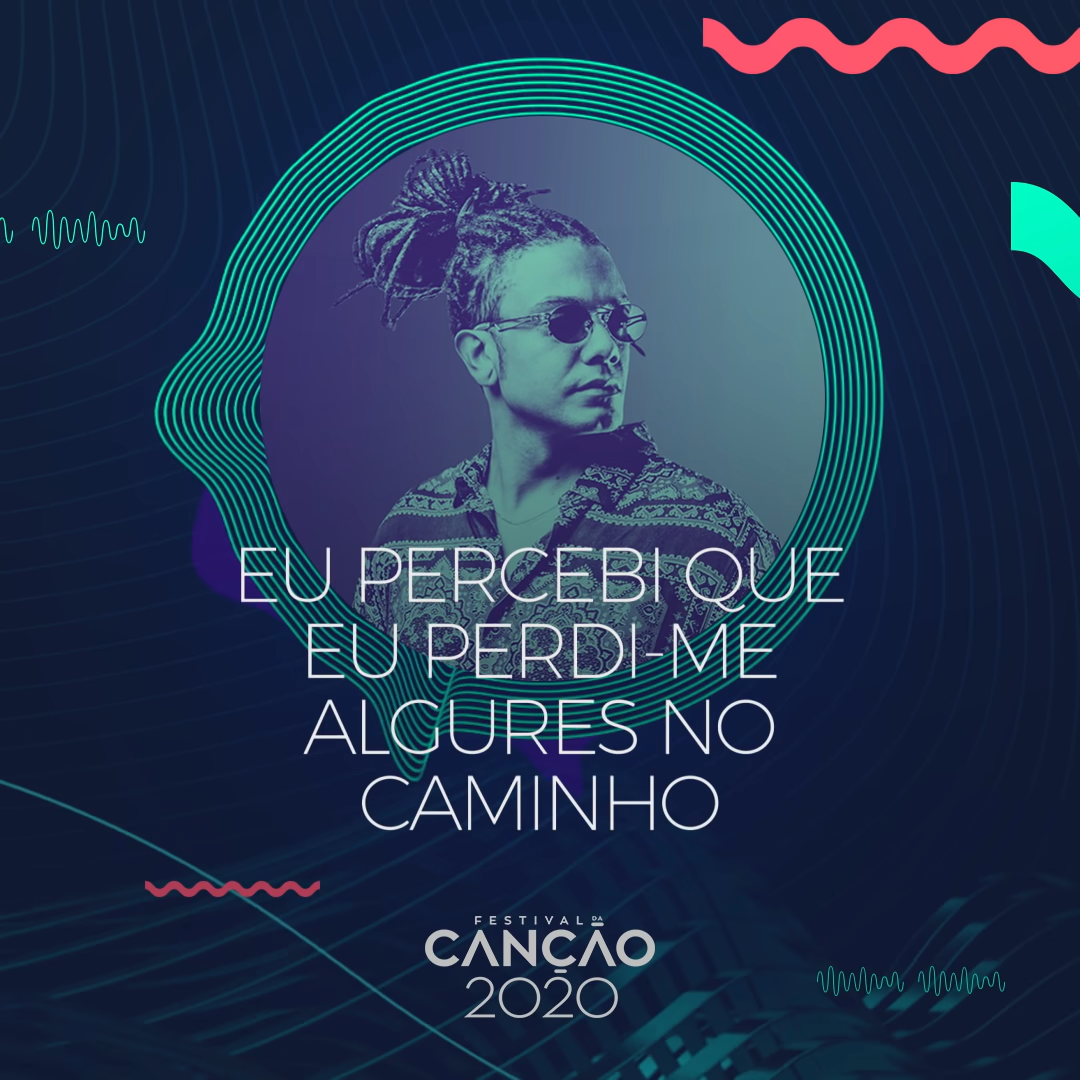 EU PERCEBI QUE
EU PERDI-ME
ALGURES NO
CAMINHO
FESTIVAL DA
CANÇÃO
2020